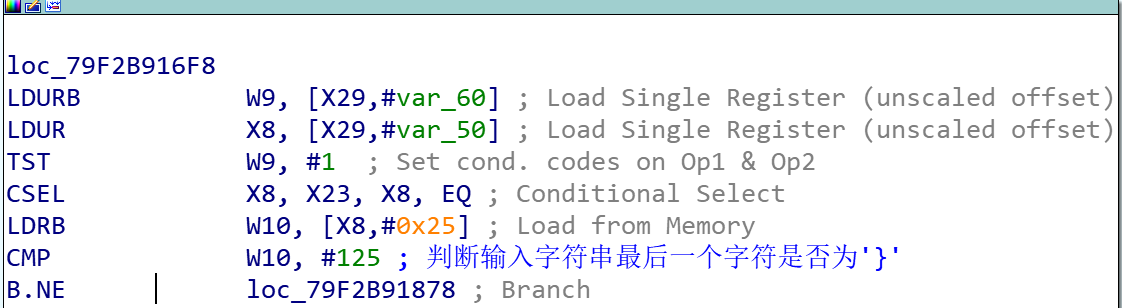 loc_79F2B916F8
LDURB W9, [X29,#var_60] ; Load Single Register (unscaled offset)
LDUR X8, [X29,#var_50] ; Load Single Register (unscaled offset)
TST W9, #1 ; Set cond. codes on Op1 & Op2
CSEL X8, X23, X8, EQ ; Conditional Select
LDRB W10, [X8,#0x25] ; Load from Memory
CMP W10, #125 ; 判断输入字符串最后一个字符是否为'}'
B.NE loc_79F2B91878 ; Branch